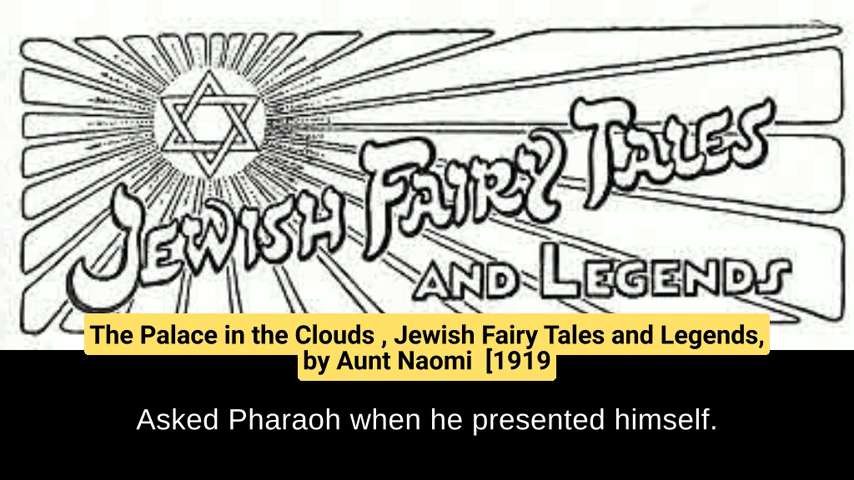 JEWISH FAIRY TALES
AND LEGENDS
The Palace in the Clouds , Jewish Fairy Tales and Legends,
by Aunt Naomi  [1919
Asked Pharaoh when he presented himself.